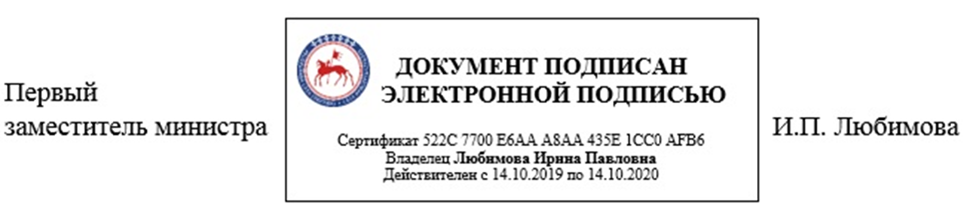 Первый
заместитель министра
ДОКУМЕНТ ПОДПИСАН
ЭЛЕКТРОННОЙ ПОДПИСЬЮ
Сертификат 522C 7700 E6AA A8AA 435E 1CC0 AFB6
Владелец Любимова Ирина Павловна
Действителен с 14.10.2019 по 14.10.2020
И.П. Любимова